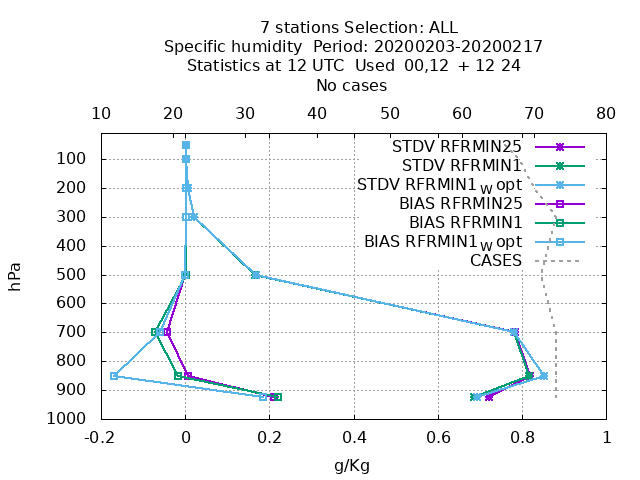 7 stations Selection: ALL
Specific humidity  Period: 20200203-20200217
Statistics at 12 UTC  Used  00,12  + 12 24
No cases
10 20 30 40 50 60 70 80
STDV RFRMIN25
STDV RFRMIN1
STDV RFRMIN1_W opt
BIAS RFRMIN25
BIAS RFRMIN1
BIAS RFRMIN1_W opt
CASES
hPa
100
200
300
400
500
600
700
800
900
1000
-0.2 0 0.2 0.4 0.6 0.8 1
g/Kg